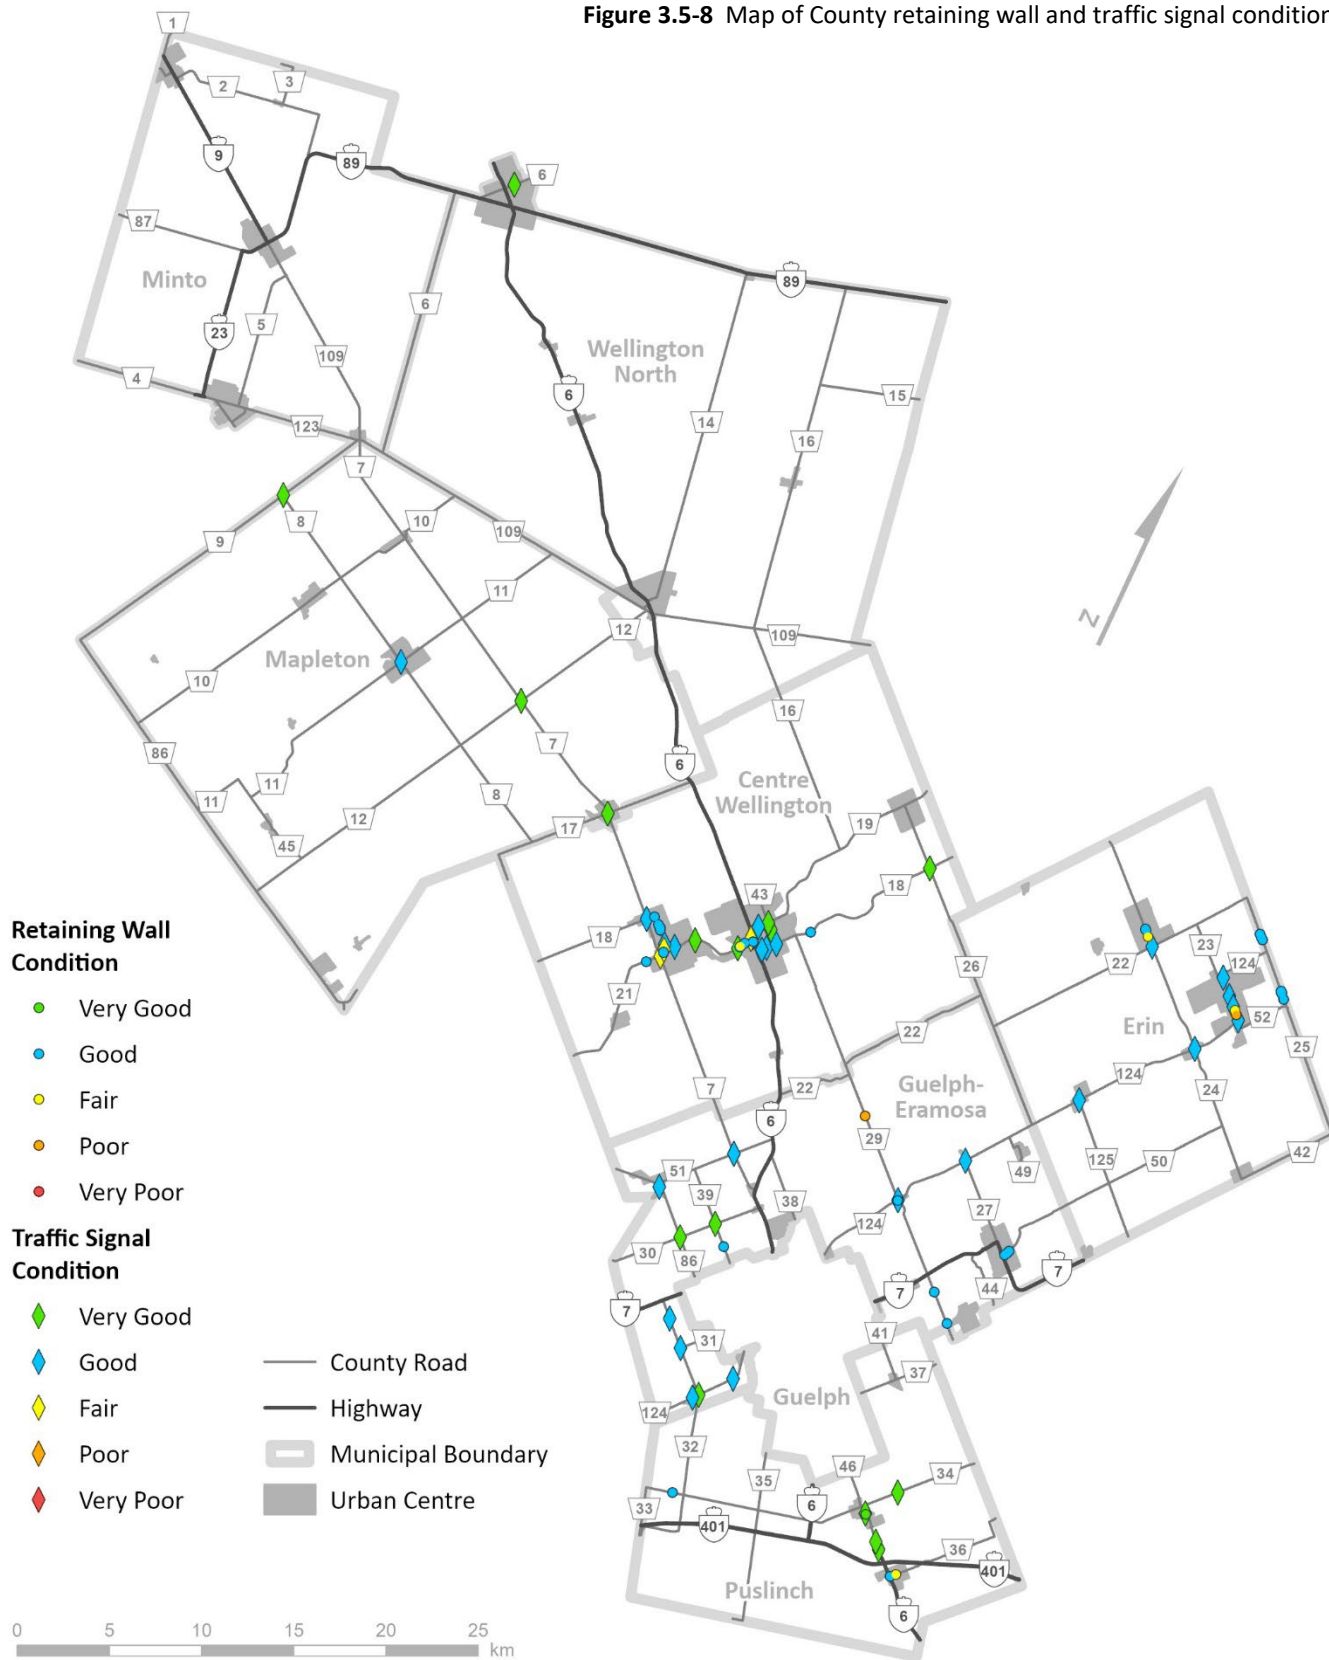 Figure 3.5-8 Map of County retaining wall and traffic signal condition
1
2
3
9
89
6
87
Minto
6
89
5
23
109
Wellington
North
4
6
15
14
16
123
7
8
10
9
109
11
12
109
Mapleton
10
16
7
86
6
Centre
Wellington
11
8
11
12
19
17
45
18
43
18
23
22
124
26
21
Erin
52
22
25
124
7
22
Guelph-
Eramosa
24
6
29
42
51
49
125
50
39
38
27
124
30
86
7
7
44
7
31
41
37
Guelph
124
32
46
34
35
6
33
401
36
401
Puslinch
6
N
Retaining Wall
Condition
Very Good
Good
Fair
Poor
Very Poor
Traffic Signal
Condition
Very Good
Good
Fair
Poor
Very Poor
County Road
Highway
Municipal Boundary
Urban Centre
0 5 10 15 20 25
km